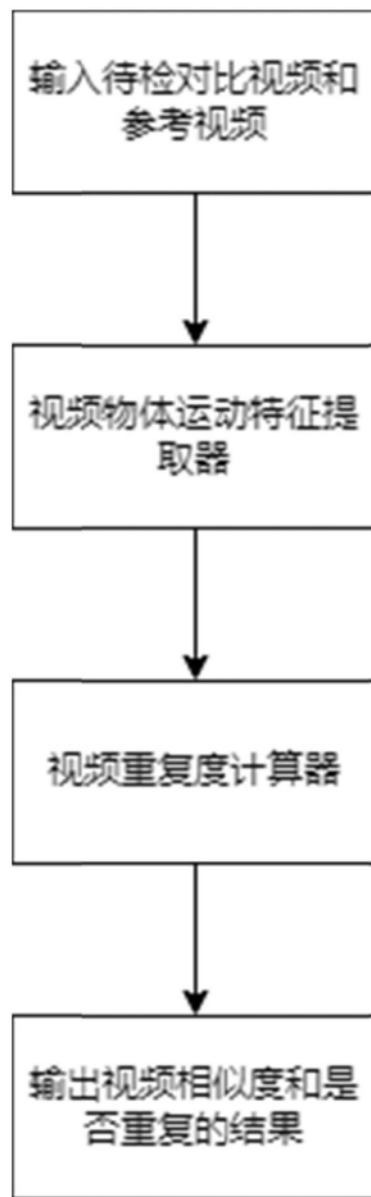 输入待检对比视频和
参考视频
视频物体运动特征提
取器
视频重复度计算器
输出视频相似度和是
否重复的结果